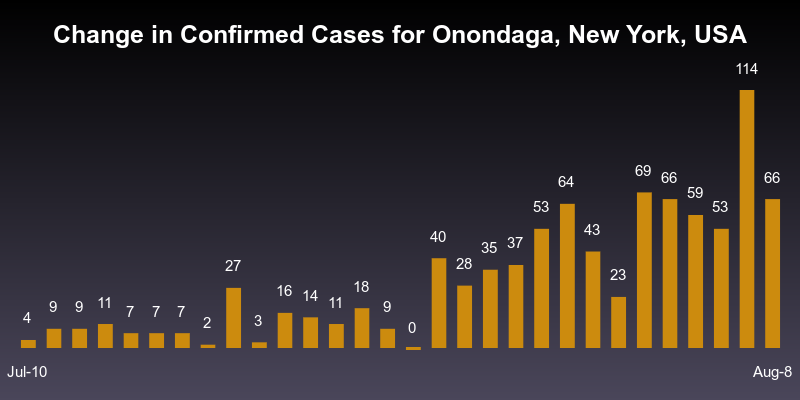 Change in Confirmed Cases for Onondaga, New York, USA
4 9 9 11 7 7 7 2 27 3 16 14 11 18 9 0 40 28 35 37 53 64 43 23 69 66 59 53 114 66
Jul-10 Aug-8